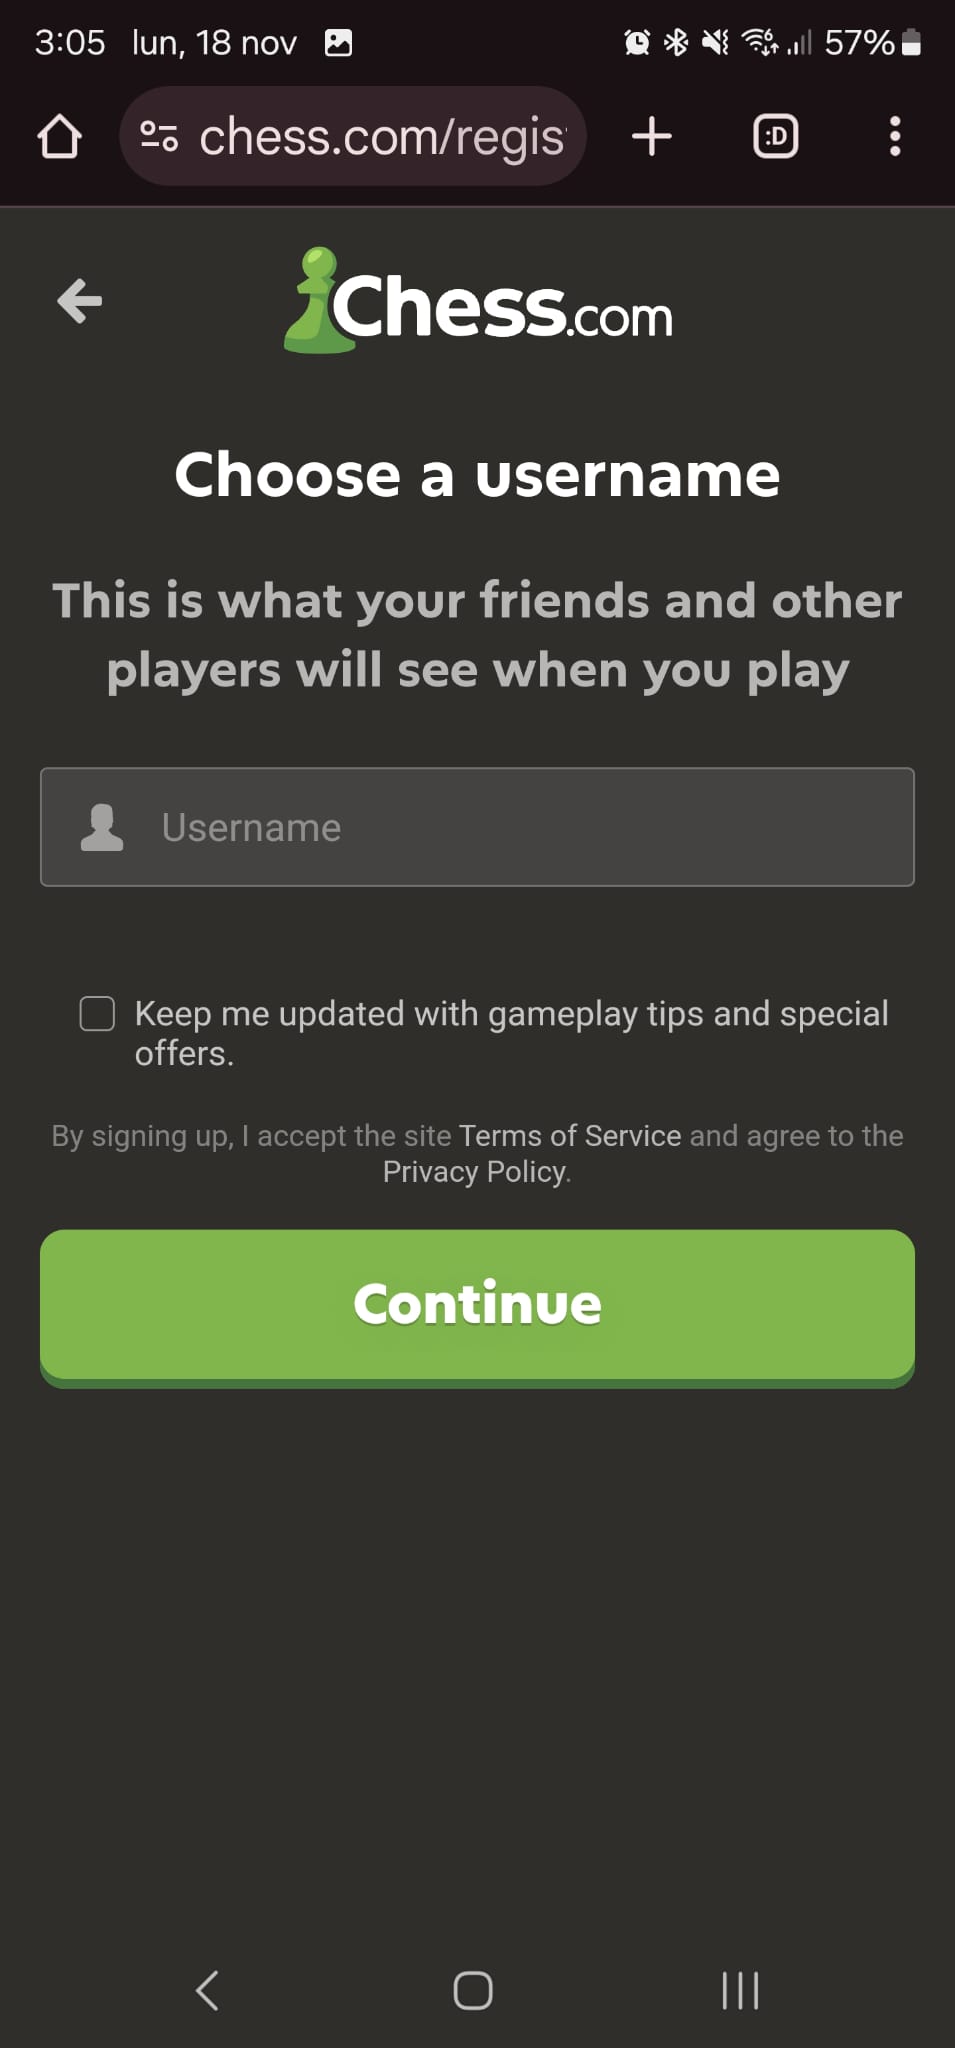 3:05 lun, 18 nov 57%
chess.com/regis :D
Chess.com
Choose a username
This is what your friends and other
players will see when you play
Username
Keep me updated with gameplay tips and special
offers.
By signing up, I accept the site Terms of Service and agree to the
Privacy Policy.
Continue